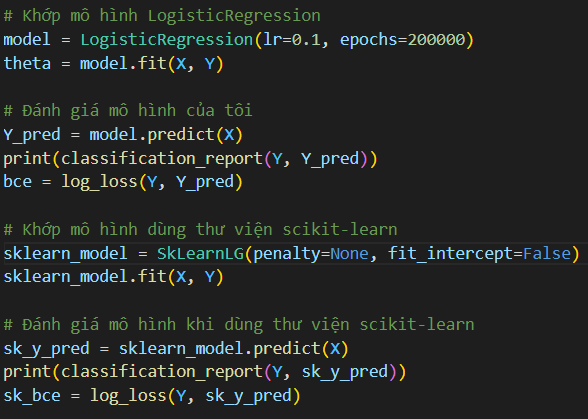 # Khớp mô hình LogisticRegression
model = LogisticRegression(lr=0.1, epochs=200000)
theta = model.fit(X, Y)
# Đánh giá mô hình của tôi
Y_pred = model.predict(X)
print(classification_report(Y, Y_pred))
bce = log_loss(Y, Y_pred)
# Khớp mô hình dùng thư viện scikit-learn
sklearn_model = SkLearnLG(penalty=None, fit_intercept=False)
sklearn_model.fit(X, Y)
# Đánh giá mô hình khi dùng thư viện scikit-learn
sk_y_pred = sklearn_model.predict(X)
print(classification_report(Y, sk_y_pred))
sk_bce = log_loss(Y, sk_y_pred)